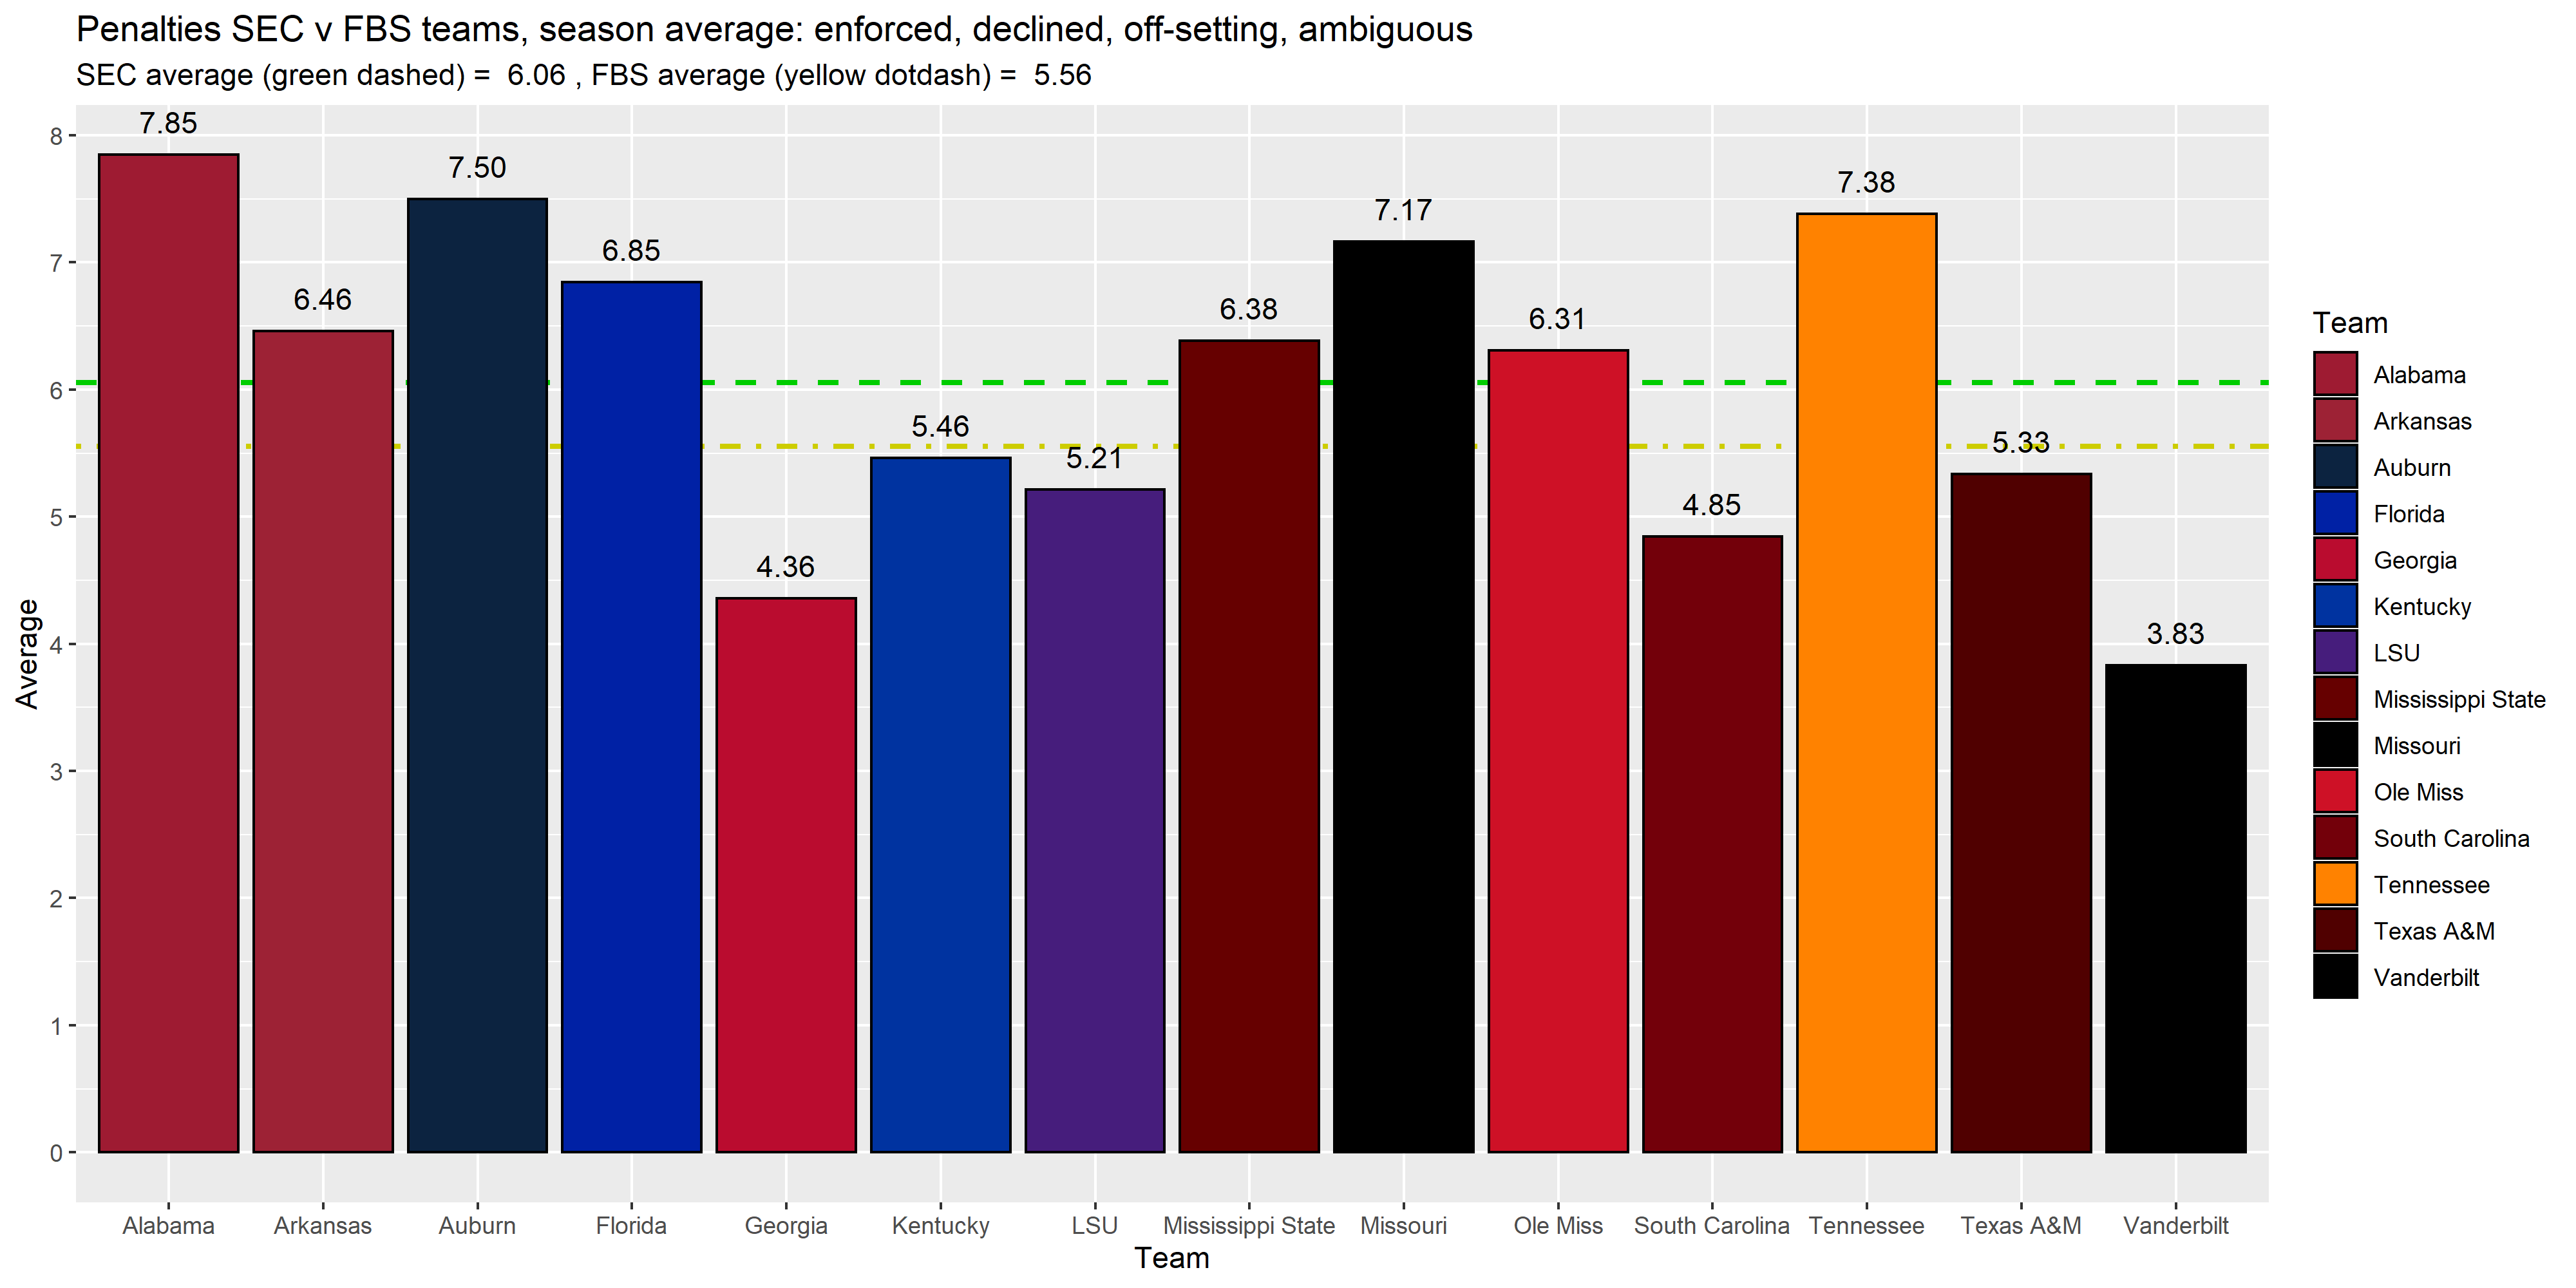 Penalties SEC v FBS teams, season average: enforced, declined, off-setting, ambiguous
SEC average (green dashed) =  6.06 , FBS average (yellow dotdash) =  5.56
Average
8
7
6
5
4
3
2
1
0
7.85
6.46
7.50
6.85
4.36
5.46
5.21
6.38
7.17
6.31
4.85
7.38
5.33
3.83
Alabama
Arkansas
Auburn
Florida
Georgia
Kentucky
LSU
Mississippi State
Missouri
Ole Miss
South Carolina
Tennessee
Texas A&M
Vanderbilt
Team
Team
Alabama
Arkansas
Auburn
Florida
Georgia
Kentucky
LSU
Mississippi State
Missouri
Ole Miss
South Carolina
Tennessee
Texas A&M
Vanderbilt